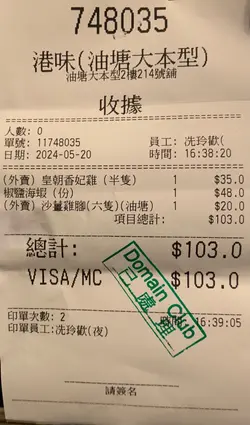 748035
港味(油塘大本型)
油塘大本型2樓214號舖
收據
人數: 0
單號: 11748035 員工: 冼玲歡(
日期: 2024-05-20 時間: 16:38:20
(外賣) 皇朝香妃雞 (半隻) 1 $35.0
椒鹽海蝦 (份) 1 $48.0
(外賣) 沙薑雞腳(六隻)(油塘) 1 $20.0
項目總計: $103.0
總計: $103.0
VISA/MC $103.0
Domain Club
已處理
印單次數: 2 時間: 16:39:05
印單員工:冼玲歡(夜)
請簽名